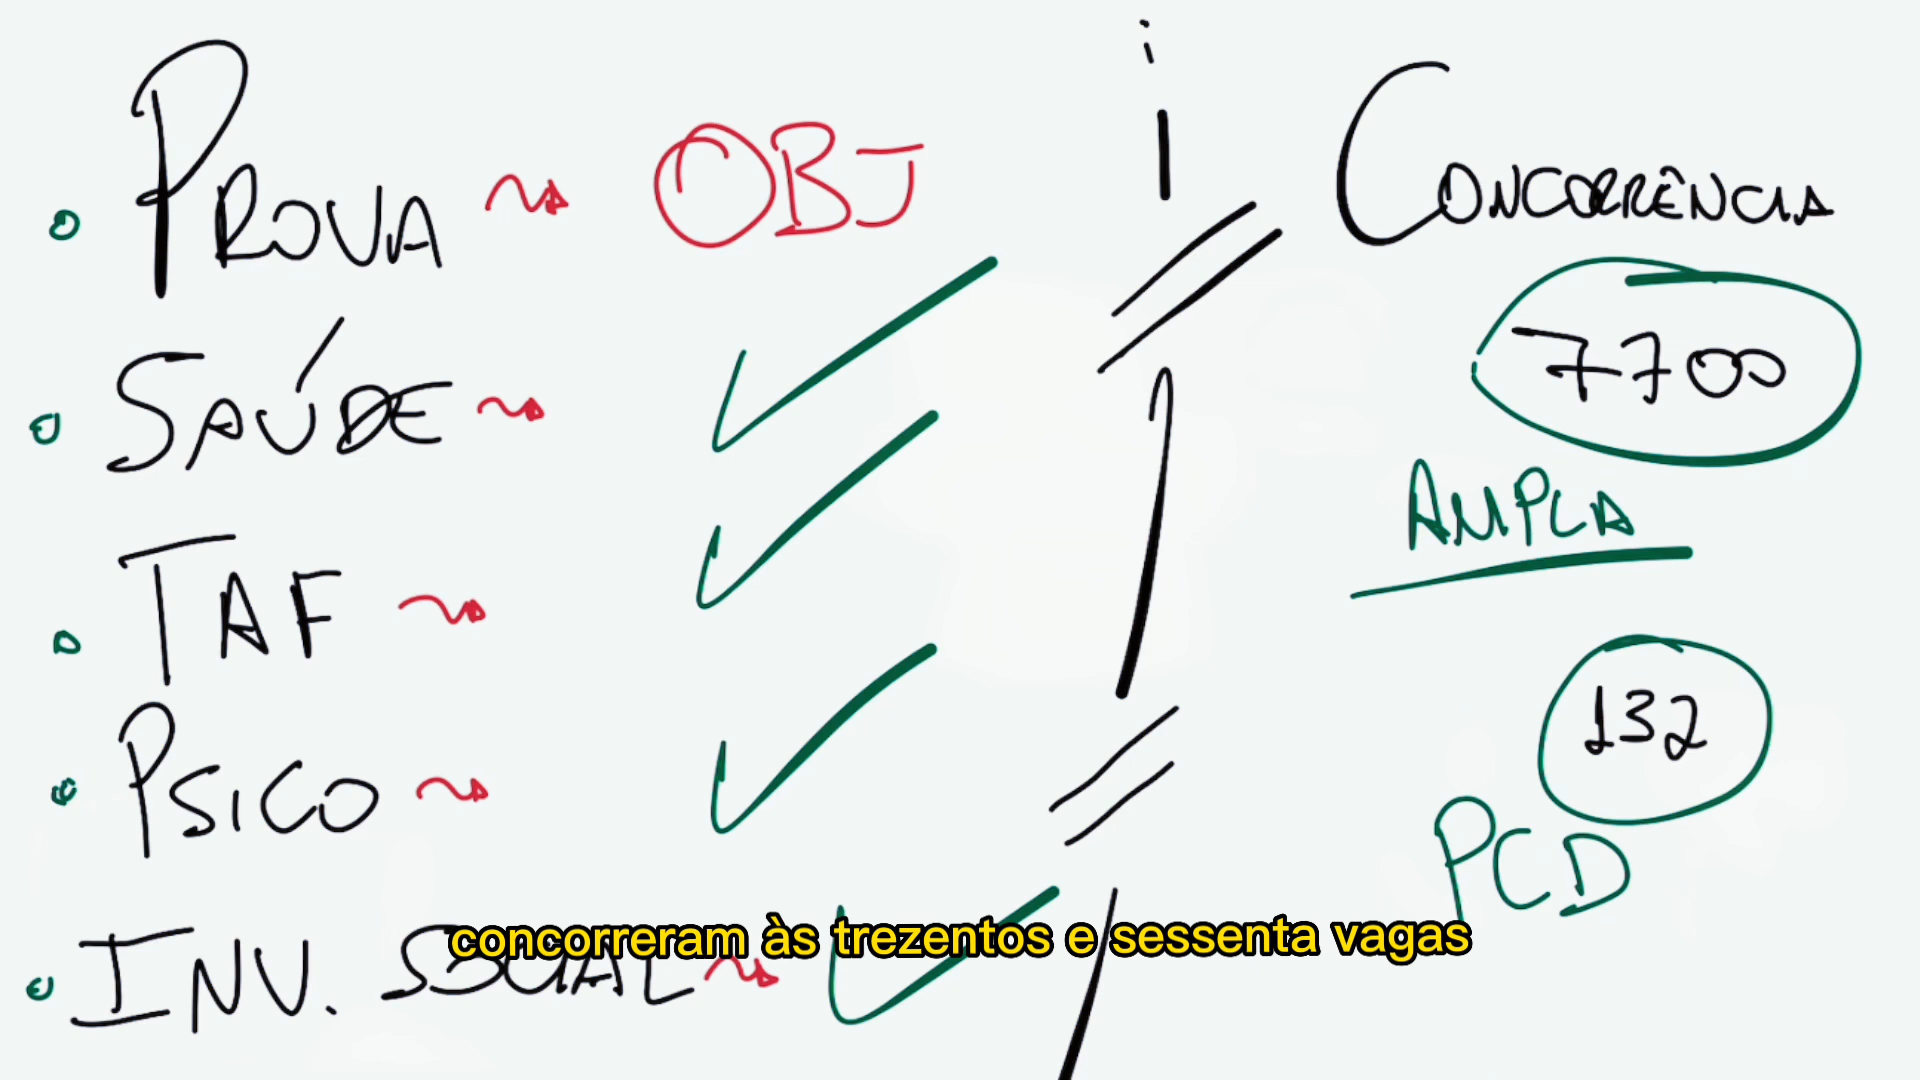 PROVA OBJ
SAÚDE
TAF
PSICO
INV. SOCIAL
CONCORRÊNCIA
7700
AMPLA
132
PCD
concorreram às trezentos e sessenta vagas